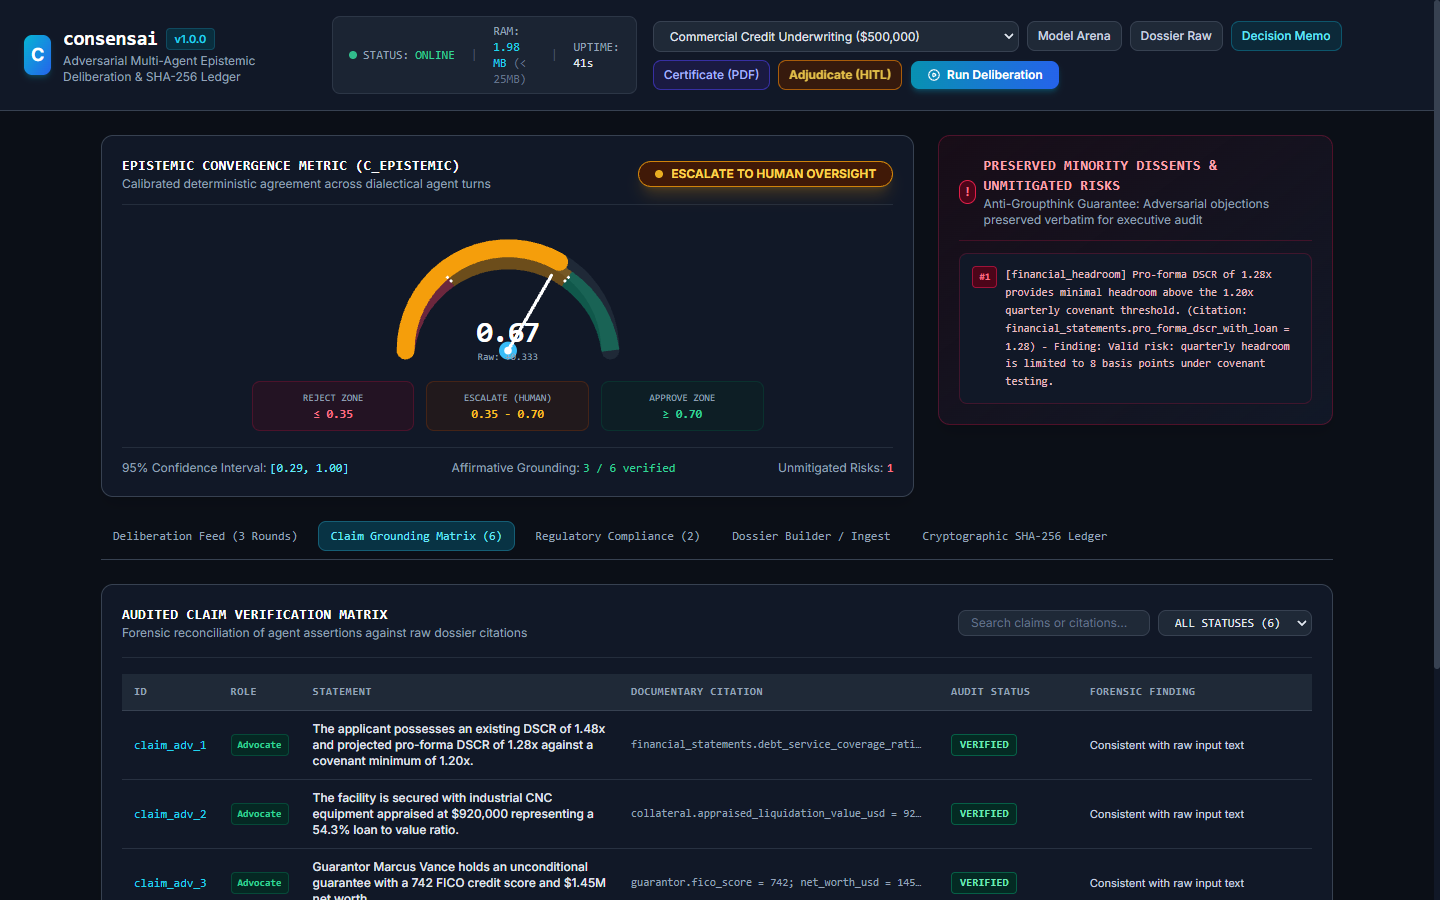 C
consensai v1.0.0
Adversarial Multi-Agent Epistemic
Deliberation & SHA-256 Ledger
STATUS: ONLINE
RAM:
1.98
MB (<
25MB)
UPTIME:
41s
Commercial Credit Underwriting ($500,000)
Model Arena
Dossier Raw
Decision Memo
Certificate (PDF)
Adjudicate (HITL)
Run Deliberation
EPISTEMIC CONVERGENCE METRIC (C_EPISTEMIC)
Calibrated deterministic agreement across dialectical agent turns
ESCALATE TO HUMAN OVERSIGHT
0.67
Raw: 0.333
REJECT ZONE
≤ 0.35
ESCALATE (HUMAN)
0.35 - 0.70
APPROVE ZONE
≥ 0.70
95% Confidence Interval: [0.29, 1.00]
Affirmative Grounding: 3 / 6 verified
Unmitigated Risks: 1
!
PRESERVED MINORITY DISSENTS &
UNMITIGATED RISKS
Anti-Groupthink Guarantee: Adversarial objections
preserved verbatim for executive audit
#1
[financial_headroom] Pro-forma DSCR of 1.28x
provides minimal headroom above the 1.20x
quarterly covenant threshold. (Citation:
financial_statements.pro_forma_dscr_with_loan =
1.28) - Finding: Valid risk: quarterly headroom
is limited to 8 basis points under covenant
testing.
Deliberation Feed (3 Rounds)
Claim Grounding Matrix (6)
Regulatory Compliance (2)
Dossier Builder / Ingest
Cryptographic SHA-256 Ledger
AUDITED CLAIM VERIFICATION MATRIX
Forensic reconciliation of agent assertions against raw dossier citations
Search claims or citations...
ALL STATUSES (6)
ID ROLE STATEMENT DOCUMENTARY CITATION AUDIT STATUS FORENSIC FINDING
claim_adv_1
Advocate
The applicant possesses an existing DSCR of 1.48x
and projected pro-forma DSCR of 1.28x against a
covenant minimum of 1.20x.
financial_statements.debt_service_coverage_rati…
VERIFIED
Consistent with raw input text
claim_adv_2
Advocate
The facility is secured with industrial CNC
equipment appraised at $920,000 representing a
54.3% loan to value ratio.
collateral.appraised_liquidation_value_usd = 92…
VERIFIED
Consistent with raw input text
claim_adv_3
Advocate
Guarantor Marcus Vance holds an unconditional
guarantee with a 742 FICO credit score and $1.45M
net worth.
guarantor.fico_score = 742; net_worth_usd = 145…
VERIFIED
Consistent with raw input text